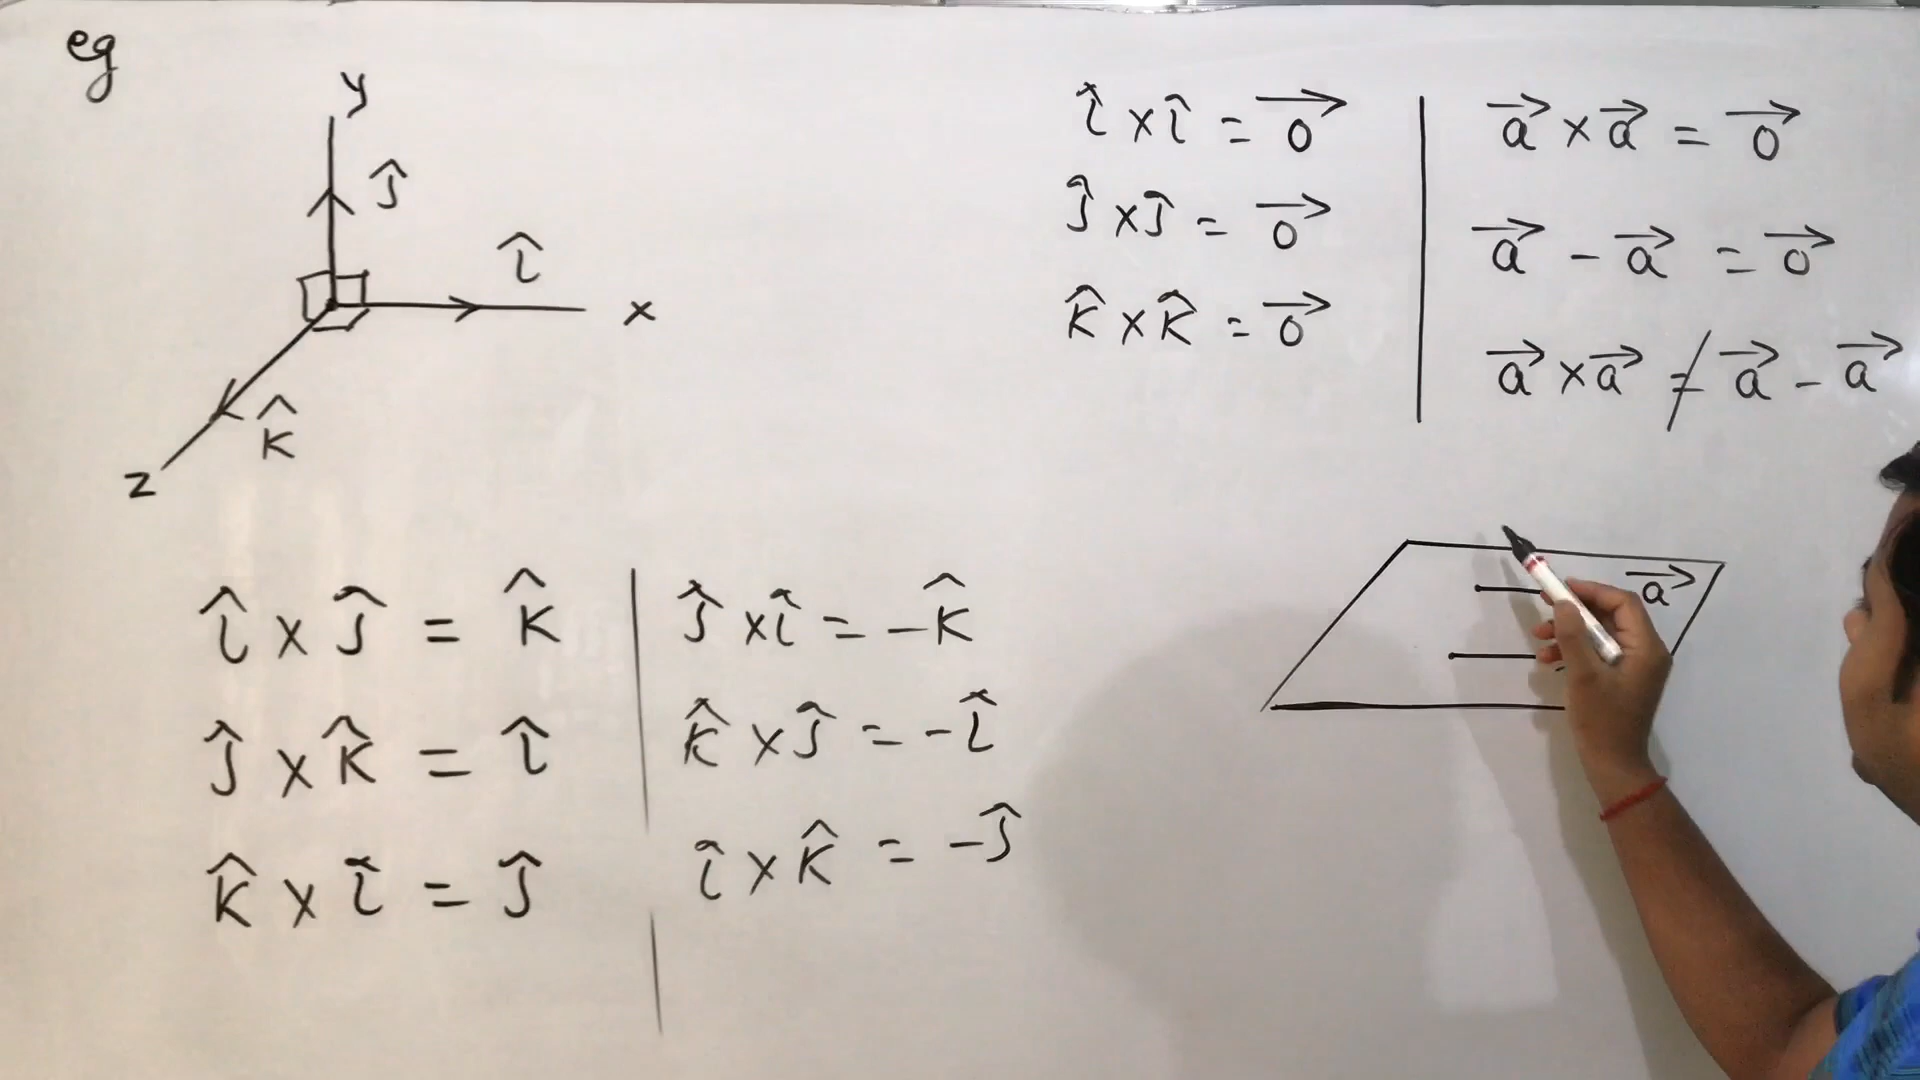 eg
y
ĵ
î
x
k̂
z
î × î = 0⃗
ĵ × ĵ = 0⃗
k̂ × k̂ = 0⃗
a⃗ × a⃗ = 0⃗
a⃗ - a⃗ = 0⃗
a⃗ × a⃗ ≠ a⃗ - a⃗
a⃗
î × ĵ = k̂
ĵ × k̂ = î
k̂ × î = ĵ
ĵ × î = -k̂
k̂ × ĵ = -î
î × k̂ = -ĵ